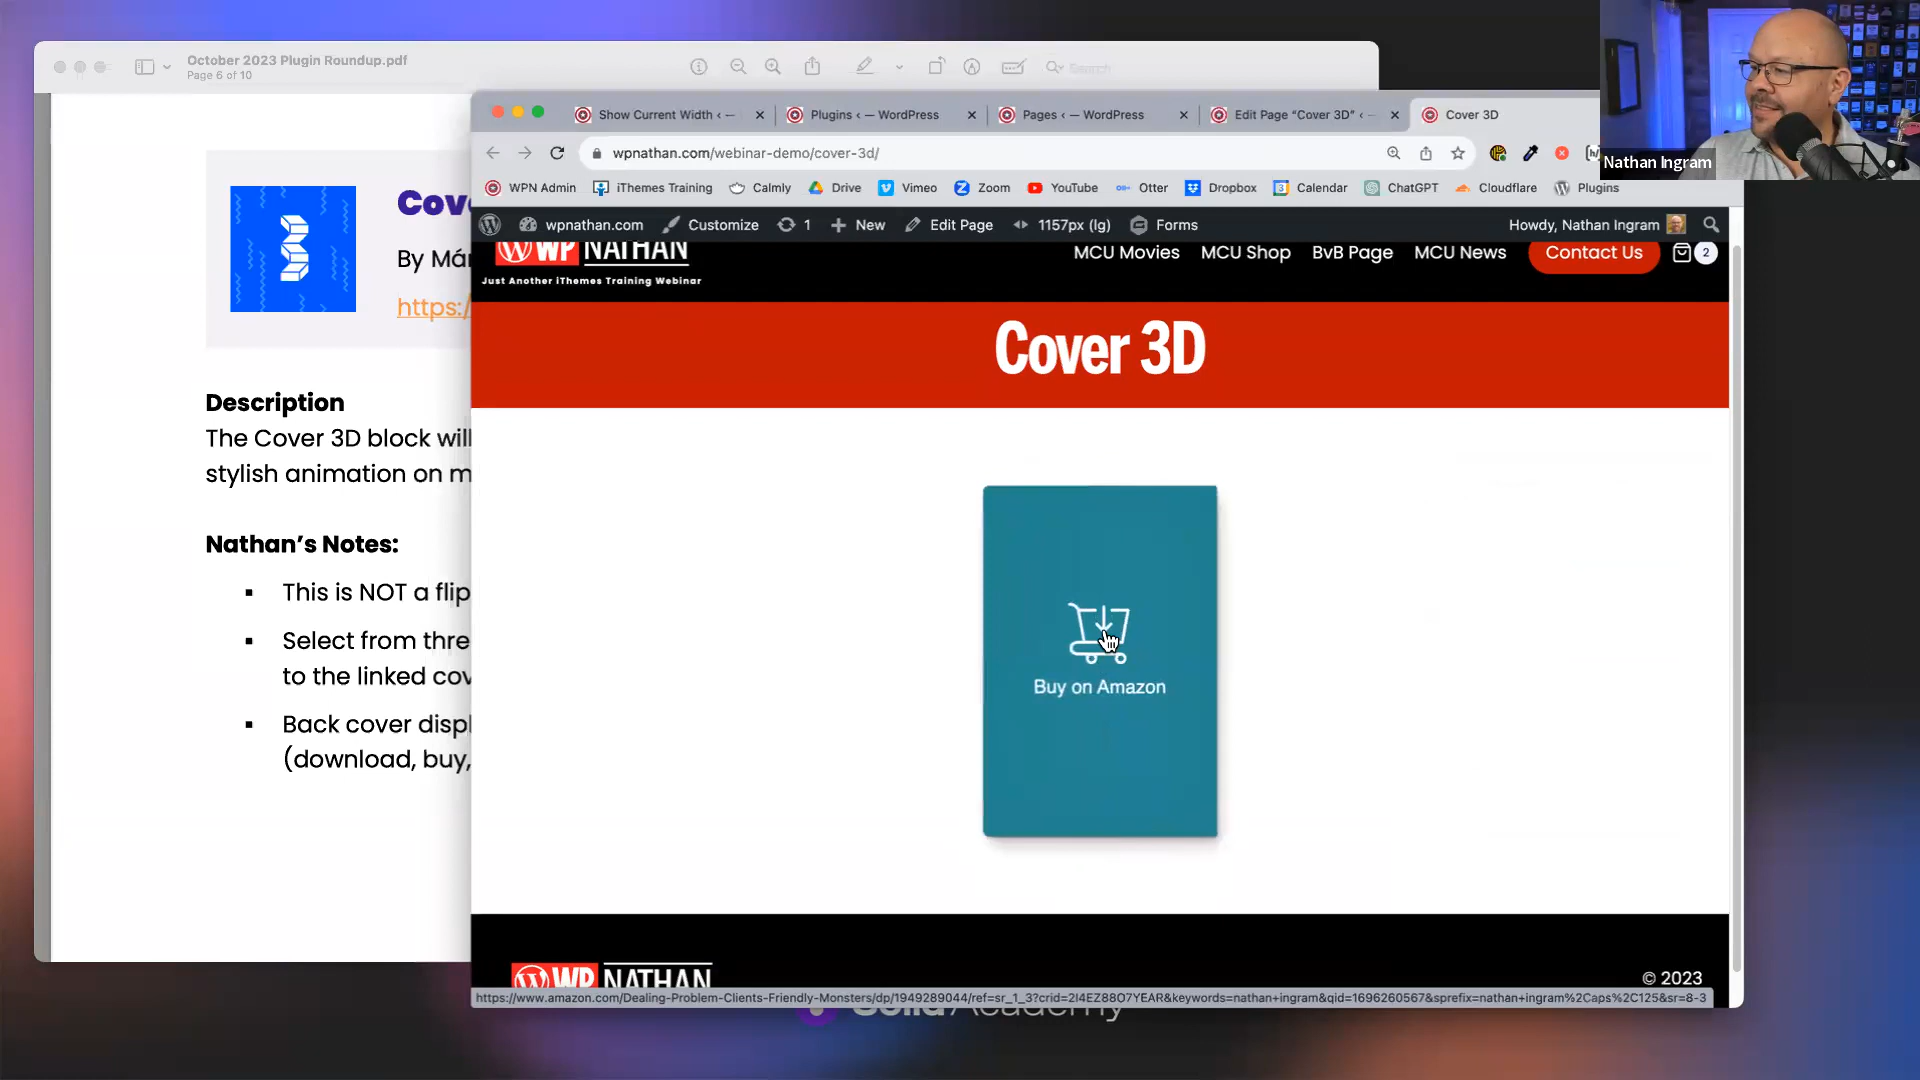 October 2023 Plugin Roundup.pdf
Page 6 of 10
Search
Cov
By Már
https:/
Description
The Cover 3D block will
stylish animation on m
Nathan's Notes:
▪ This is NOT a flip
▪ Select from thre
to the linked cov
▪ Back cover displ
(download, buy,
Show Current Width ‹ —
Plugins ‹ — WordPress
Pages ‹ — WordPress
Edit Page “Cover 3D” ‹ —
Cover 3D
wpnathan.com/webinar-demo/cover-3d/
WPN Admin
iThemes Training
Calmly
Drive
Vimeo
Zoom
YouTube
Otter
Dropbox
Calendar
ChatGPT
Cloudflare
Plugins
wpnathan.com
Customize
1
New
Edit Page
1157px (lg)
Forms
Howdy, Nathan Ingram
WP NATHAN
Just Another iThemes Training Webinar
MCU Movies
MCU Shop
BvB Page
MCU News
Contact Us
2
Cover 3D
Buy on Amazon
WP NATHAN
© 2023
https://www.amazon.com/Dealing-Problem-Clients-Friendly-Monsters/dp/1949289044/ref=sr_1_3?crid=2I4EZ88O7YEAR&keywords=nathan+ingram&qid=1696260567&sprefix=nathan+ingram%2Caps%2C125&sr=8-3
Solid Academy
Nathan Ingram